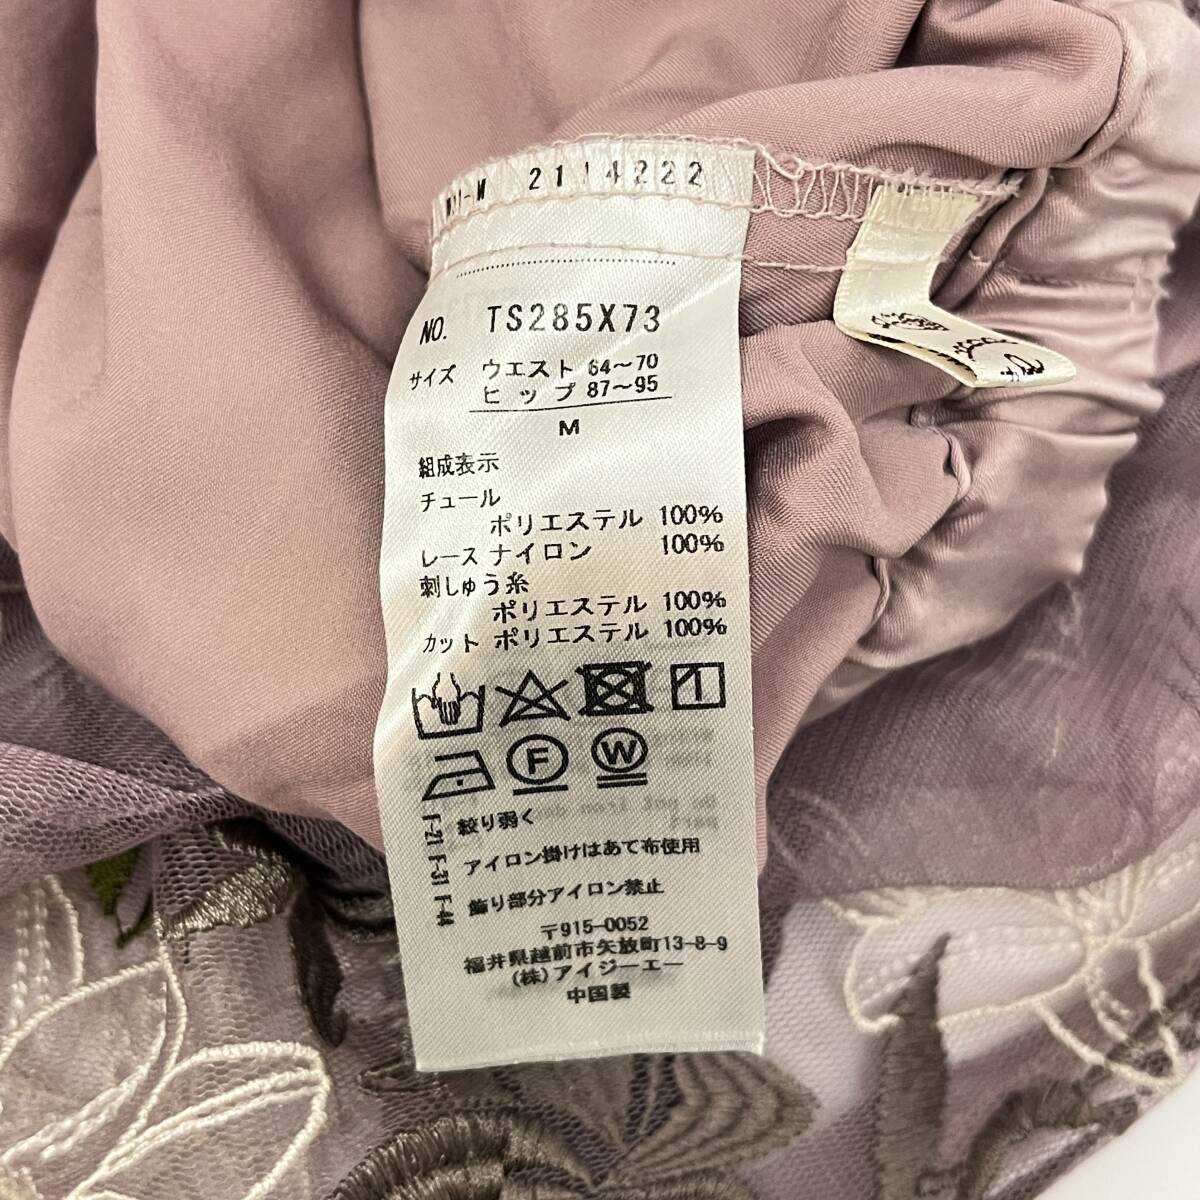 2114222
NO. TS285X73
サイズ ウエスト 64〜70
ヒップ 87〜95
M
組成表示
チュール
ポリエステル 100%
レース ナイロン 100%
刺しゅう糸
ポリエステル 100%
カット ポリエステル 100%
1
F W
F-21 F-31 F-44
絞り弱く
アイロン掛けはあて布使用
飾り部分アイロン禁止
〒915-0052
福井県越前市矢放町13-8-9
(株)アイジーエー
中国製